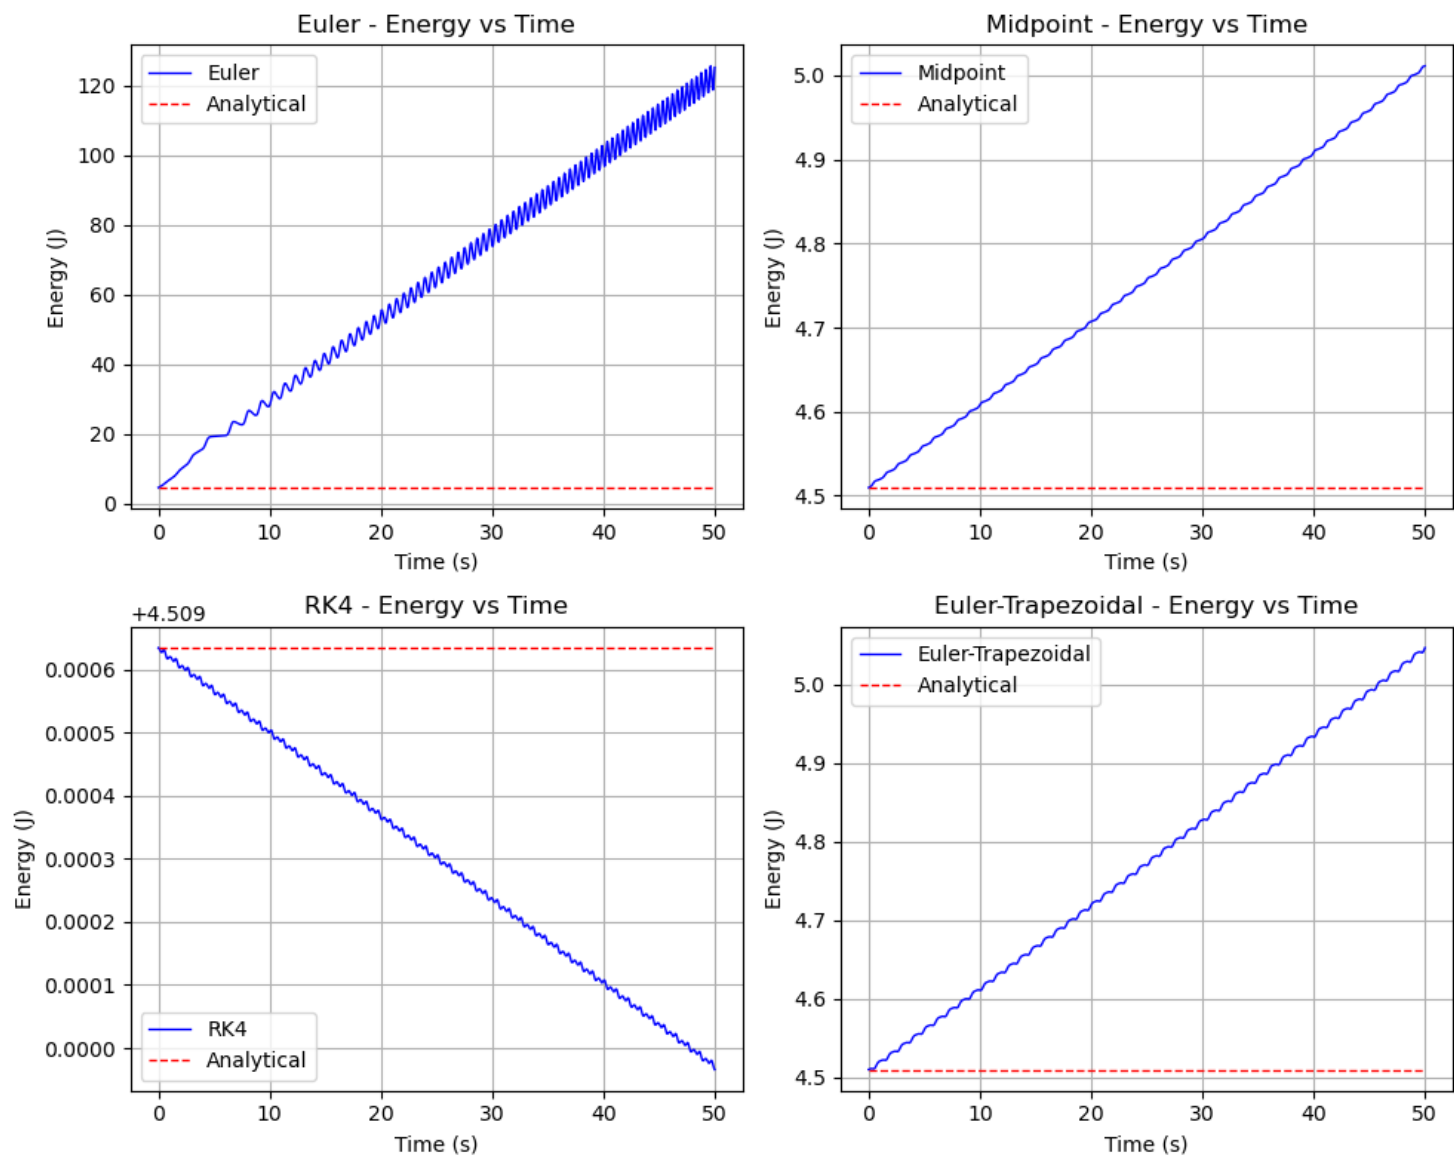 Euler - Energy vs Time
Euler
Analytical
Energy (J)
120
100
80
60
40
20
0
0 10 20 30 40 50
Time (s)
Midpoint - Energy vs Time
Midpoint
Analytical
Energy (J)
5.0
4.9
4.8
4.7
4.6
4.5
0 10 20 30 40 50
Time (s)
RK4 - Energy vs Time
+4.509
Energy (J)
0.0006
0.0005
0.0004
0.0003
0.0002
0.0001
0.0000
RK4
Analytical
0 10 20 30 40 50
Time (s)
Euler-Trapezoidal - Energy vs Time
Euler-Trapezoidal
Analytical
Energy (J)
5.0
4.9
4.8
4.7
4.6
4.5
0 10 20 30 40 50
Time (s)